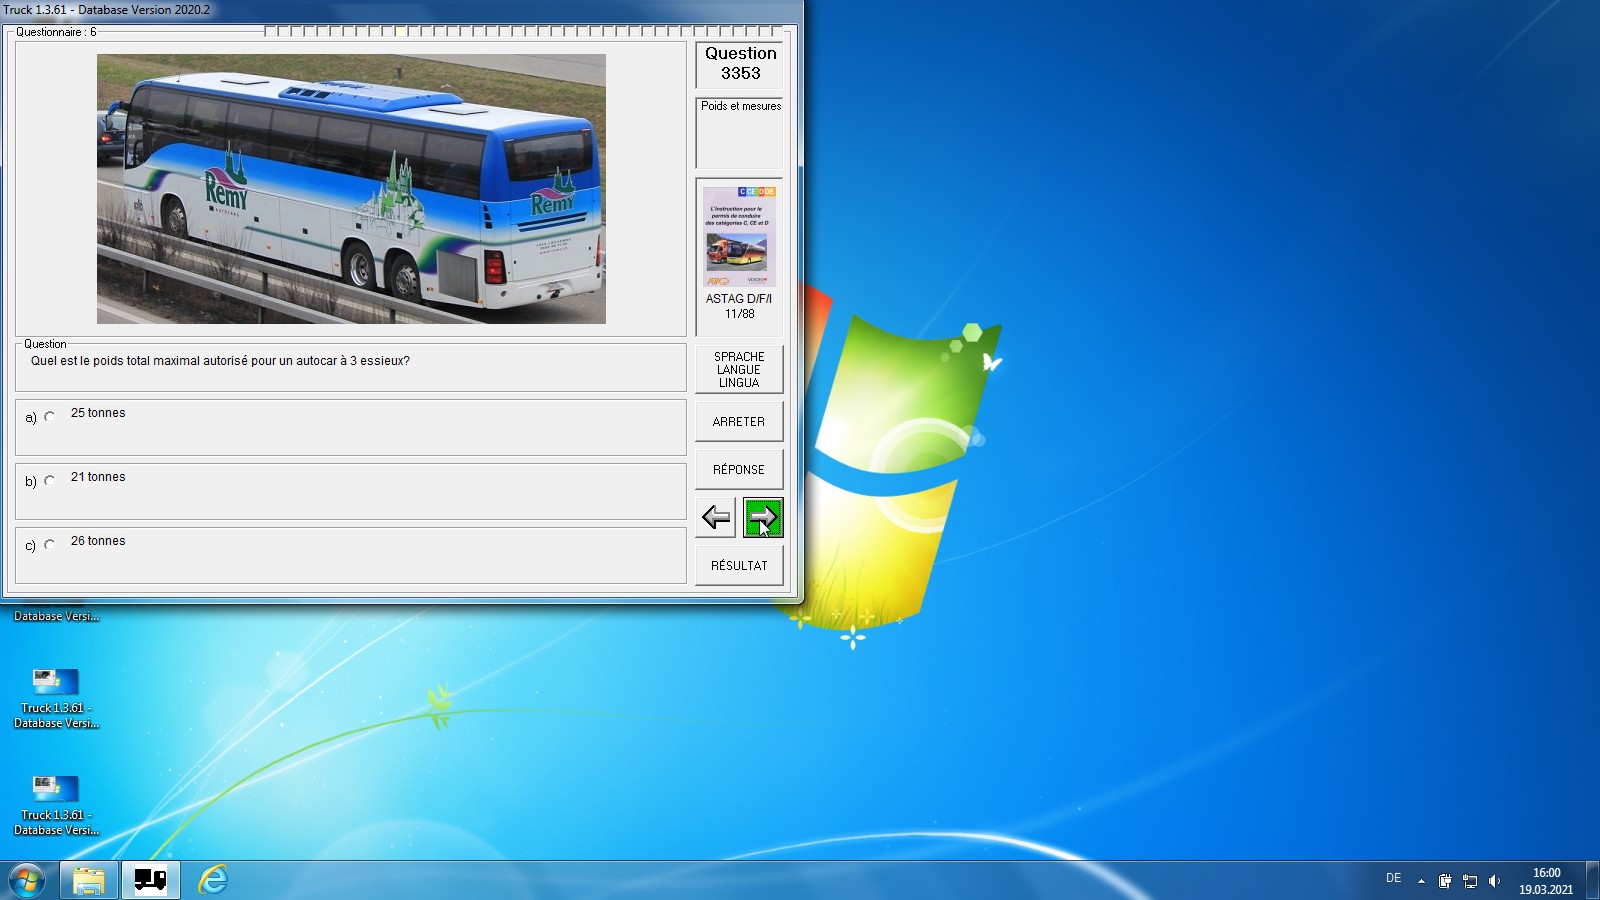 Truck 1.3.61 - Database Version 2020.2
Questionnaire : 6
Question
3353
Poids et mesures
Remy
AUTOCARS
Remy
C CE D DE
L'instruction pour le
permis de conduire
des catégories C, CE et D
ASTAG D/F/I
11/88
Question
Quel est le poids total maximal autorisé pour un autocar à 3 essieux?
SPRACHE
LANGUE
LINGUA
a) 25 tonnes
ARRETER
b) 21 tonnes
RÉPONSE
c) 26 tonnes
RÉSULTAT
Database Versi...
Truck 1.3.61 -
Database Versi...
Truck 1.3.61 -
Database Versi...
DE
16:00
19.03.2021